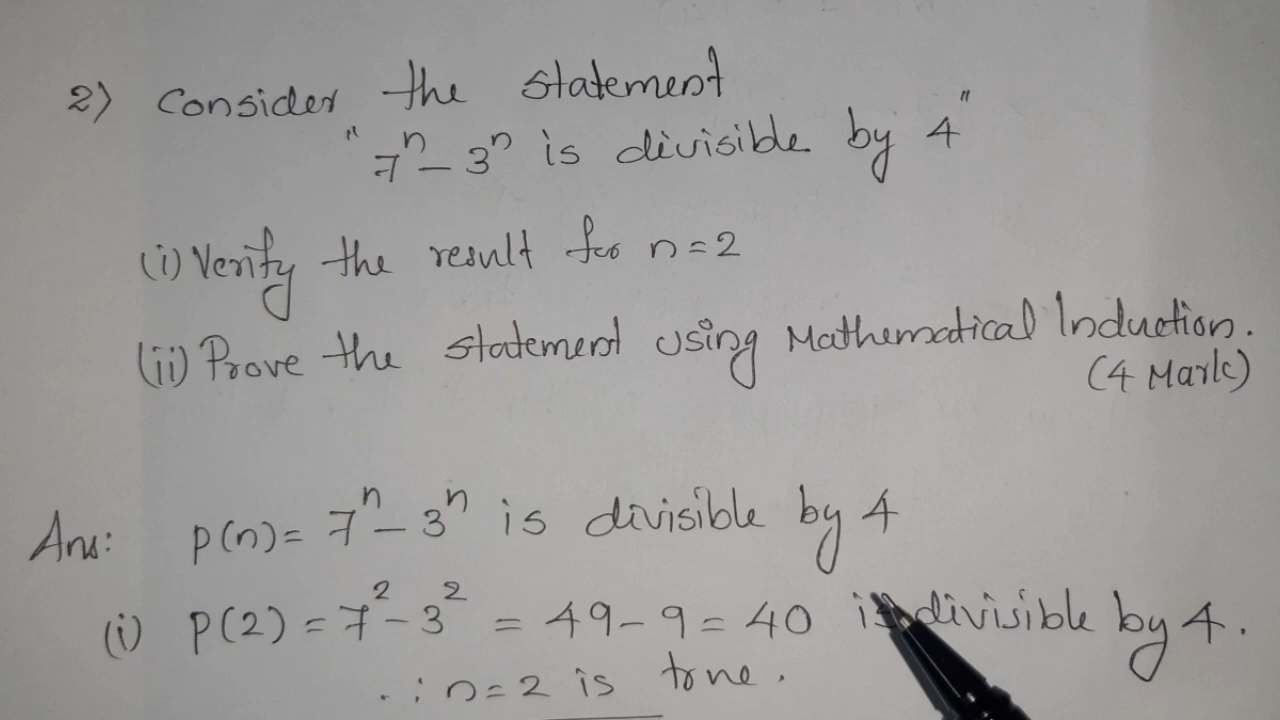 2) Consider the statement
"7ⁿ - 3ⁿ is divisible by 4"
(i) Verify the result for n=2
(ii) Prove the statement using Mathematical Induction.
(4 Mark)
Ans: p(n) = 7ⁿ - 3ⁿ is divisible by 4
(i) p(2) = 7² - 3² = 49 - 9 = 40 is divisible by 4.
∴ n=2 is true.